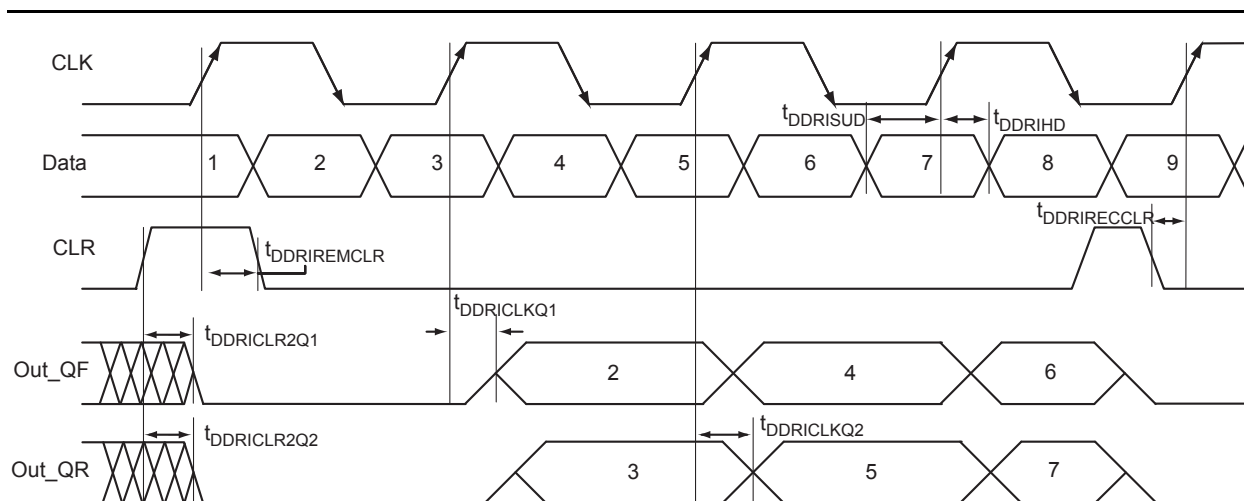 CLK
tDDRISUD
tDDRIHD
Data
1 2 3 4 5 6 7 8 9
CLR
tDDRIREMCLR
tDDRIRECCLR
tDDRICLKQ1
tDDRICLR2Q1
Out_QF
2 4 6
tDDRICLR2Q2
tDDRICLKQ2
Out_QR
3 5 7